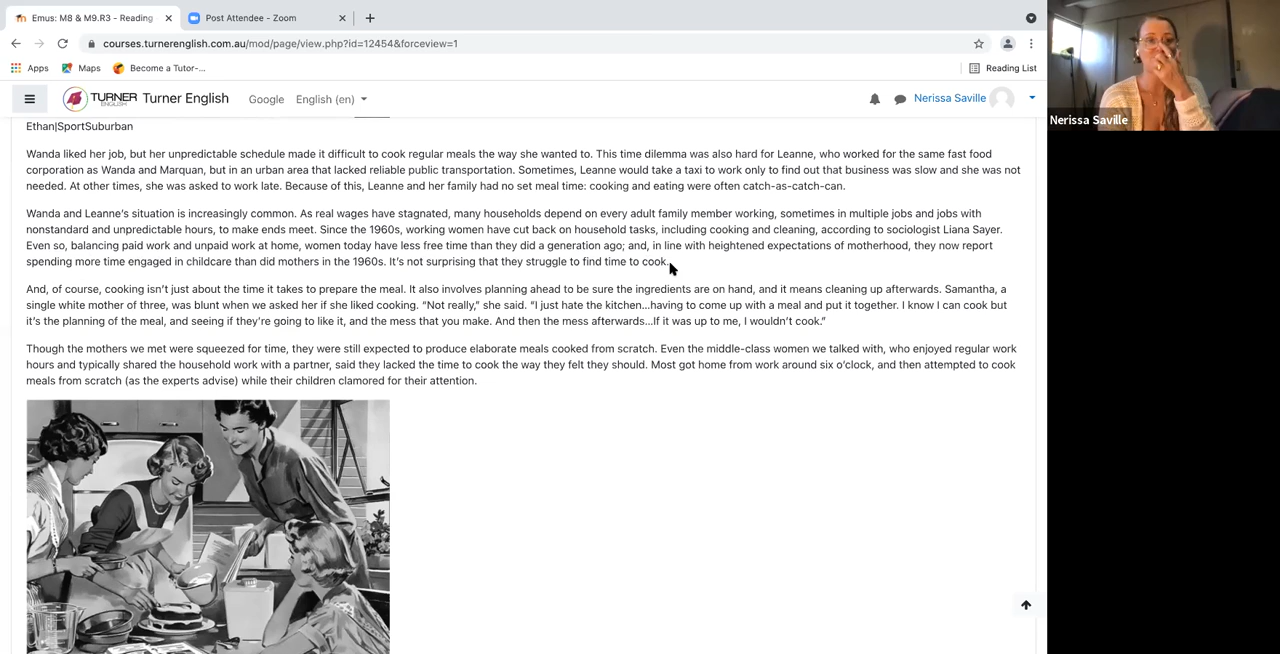 Emus: M8 & M9.R3 - Reading
Post Attendee - Zoom
courses.turnerenglish.com.au/mod/page/view.php?id=12454&forceview=1
Apps
Maps
Become a Tutor-...
Reading List
TURNER
ENGLISH
Turner English
Google
English (en)
Nerissa Saville
Nerissa Saville
Ethan|SportSuburban
Wanda liked her job, but her unpredictable schedule made it difficult to cook regular meals the way she wanted to. This time dilemma was also hard for Leanne, who worked for the same fast food
corporation as Wanda and Marquan, but in an urban area that lacked reliable public transportation. Sometimes, Leanne would take a taxi to work only to find out that business was slow and she was not
needed. At other times, she was asked to work late. Because of this, Leanne and her family had no set meal time: cooking and eating were often catch-as-catch-can.
Wanda and Leanne's situation is increasingly common. As real wages have stagnated, many households depend on every adult family member working, sometimes in multiple jobs and jobs with
nonstandard and unpredictable hours, to make ends meet. Since the 1960s, working women have cut back on household tasks, including cooking and cleaning, according to sociologist Liana Sayer.
Even so, balancing paid work and unpaid work at home, women today have less free time than they did a generation ago; and, in line with heightened expectations of motherhood, they now report
spending more time engaged in childcare than did mothers in the 1960s. It's not surprising that they struggle to find time to cook.
And, of course, cooking isn't just about the time it takes to prepare the meal. It also involves planning ahead to be sure the ingredients are on hand, and it means cleaning up afterwards. Samantha, a
single white mother of three, was blunt when we asked her if she liked cooking. “Not really,” she said. “I just hate the kitchen...having to come up with a meal and put it together. I know I can cook but
it's the planning of the meal, and seeing if they're going to like it, and the mess that you make. And then the mess afterwards...If it was up to me, I wouldn't cook.”
Though the mothers we met were squeezed for time, they were still expected to produce elaborate meals cooked from scratch. Even the middle-class women we talked with, who enjoyed regular work
hours and typically shared the household work with a partner, said they lacked the time to cook the way they felt they should. Most got home from work around six o'clock, and then attempted to cook
meals from scratch (as the experts advise) while their children clamored for their attention.